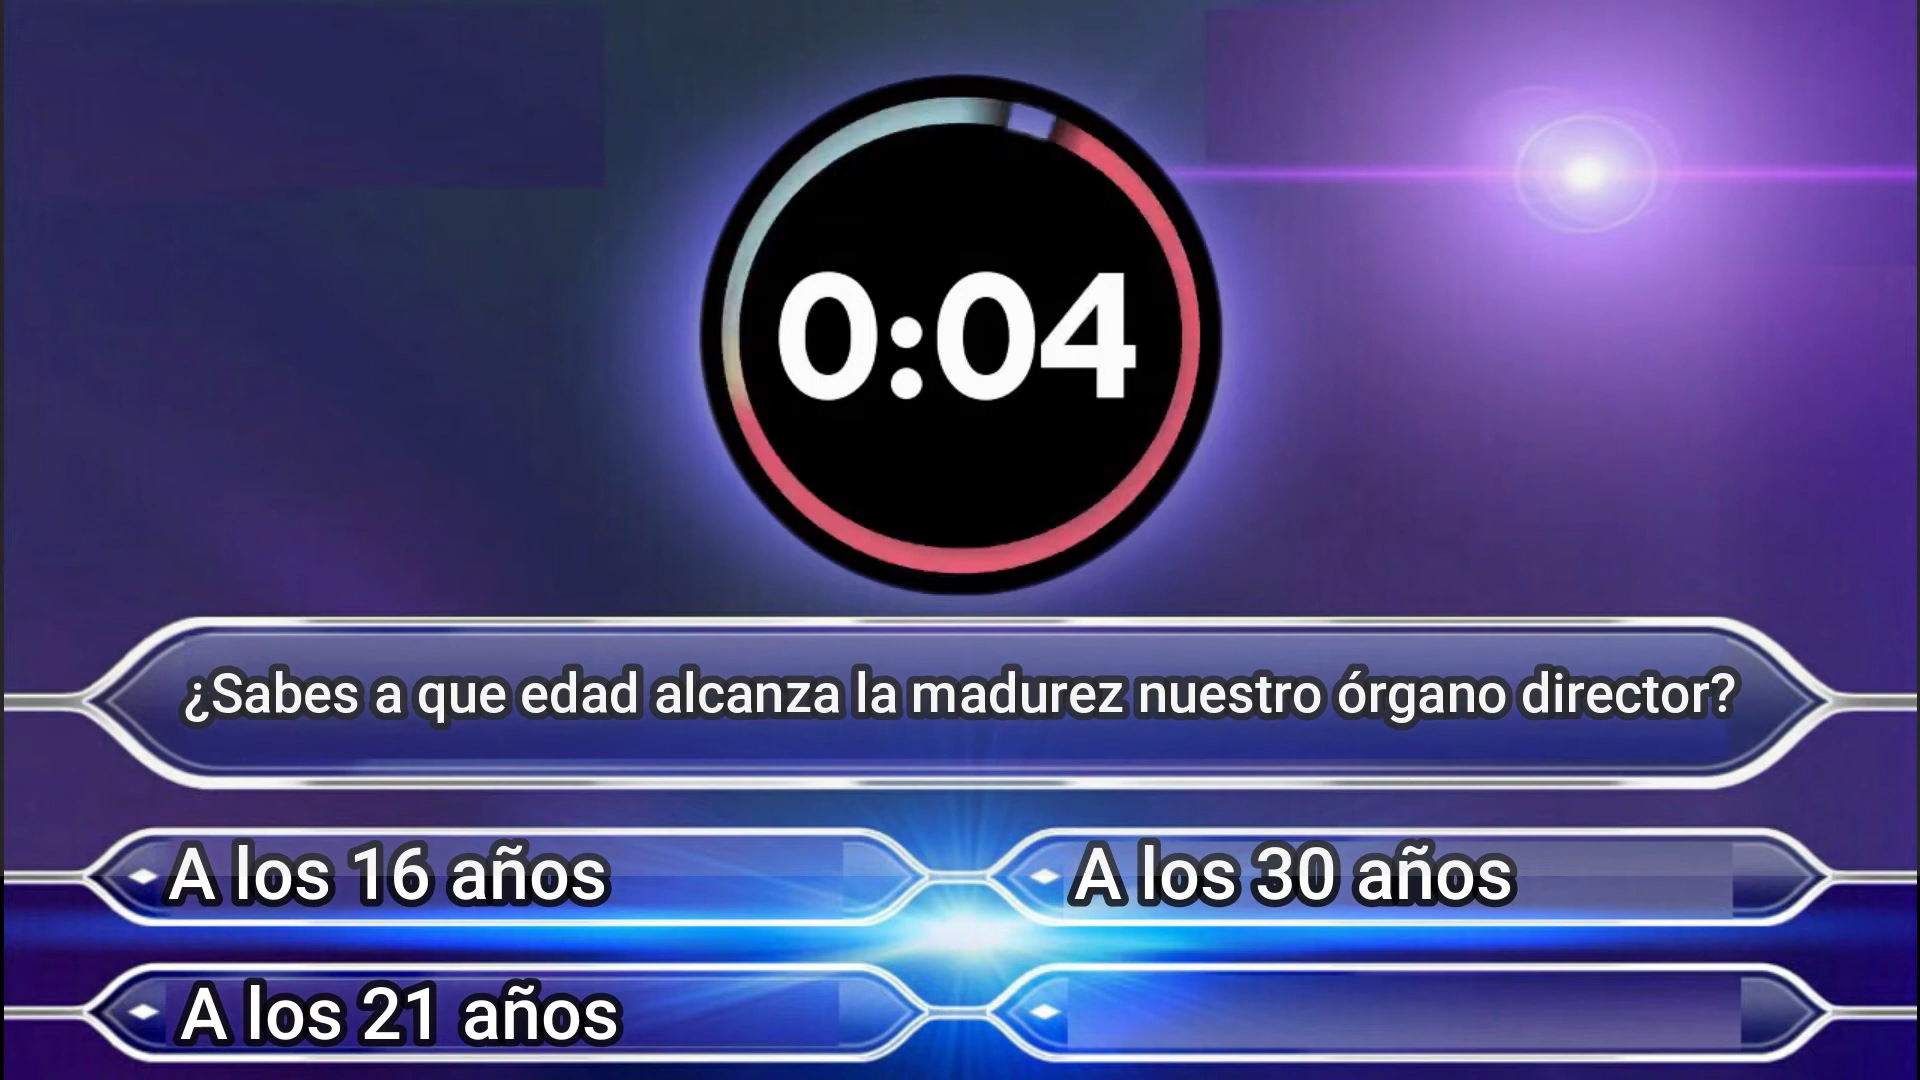 0:04
¿Sabes a que edad alcanza la madurez nuestro órgano director?
A los 16 años
A los 30 años
A los 21 años